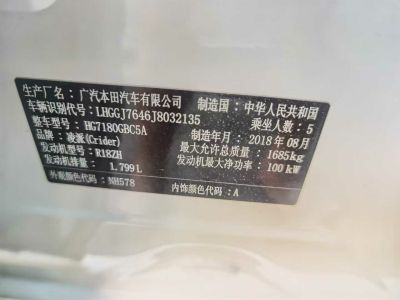 生产厂名：广汽本田汽车有限公司 制造国：中华人民共和国
车辆识别代号：LHGGJ7646J8032135 乘坐人数：5
整车型号：HG7180GBC5A 制造年月：2018年08月
品牌：凌派(Crider) 最大允许总质量：1685kg
发动机型号：R18ZH 发动机最大净功率：100kW
发动机排量：1.799L
外观颜色代码：NH578 内饰颜色代码：A